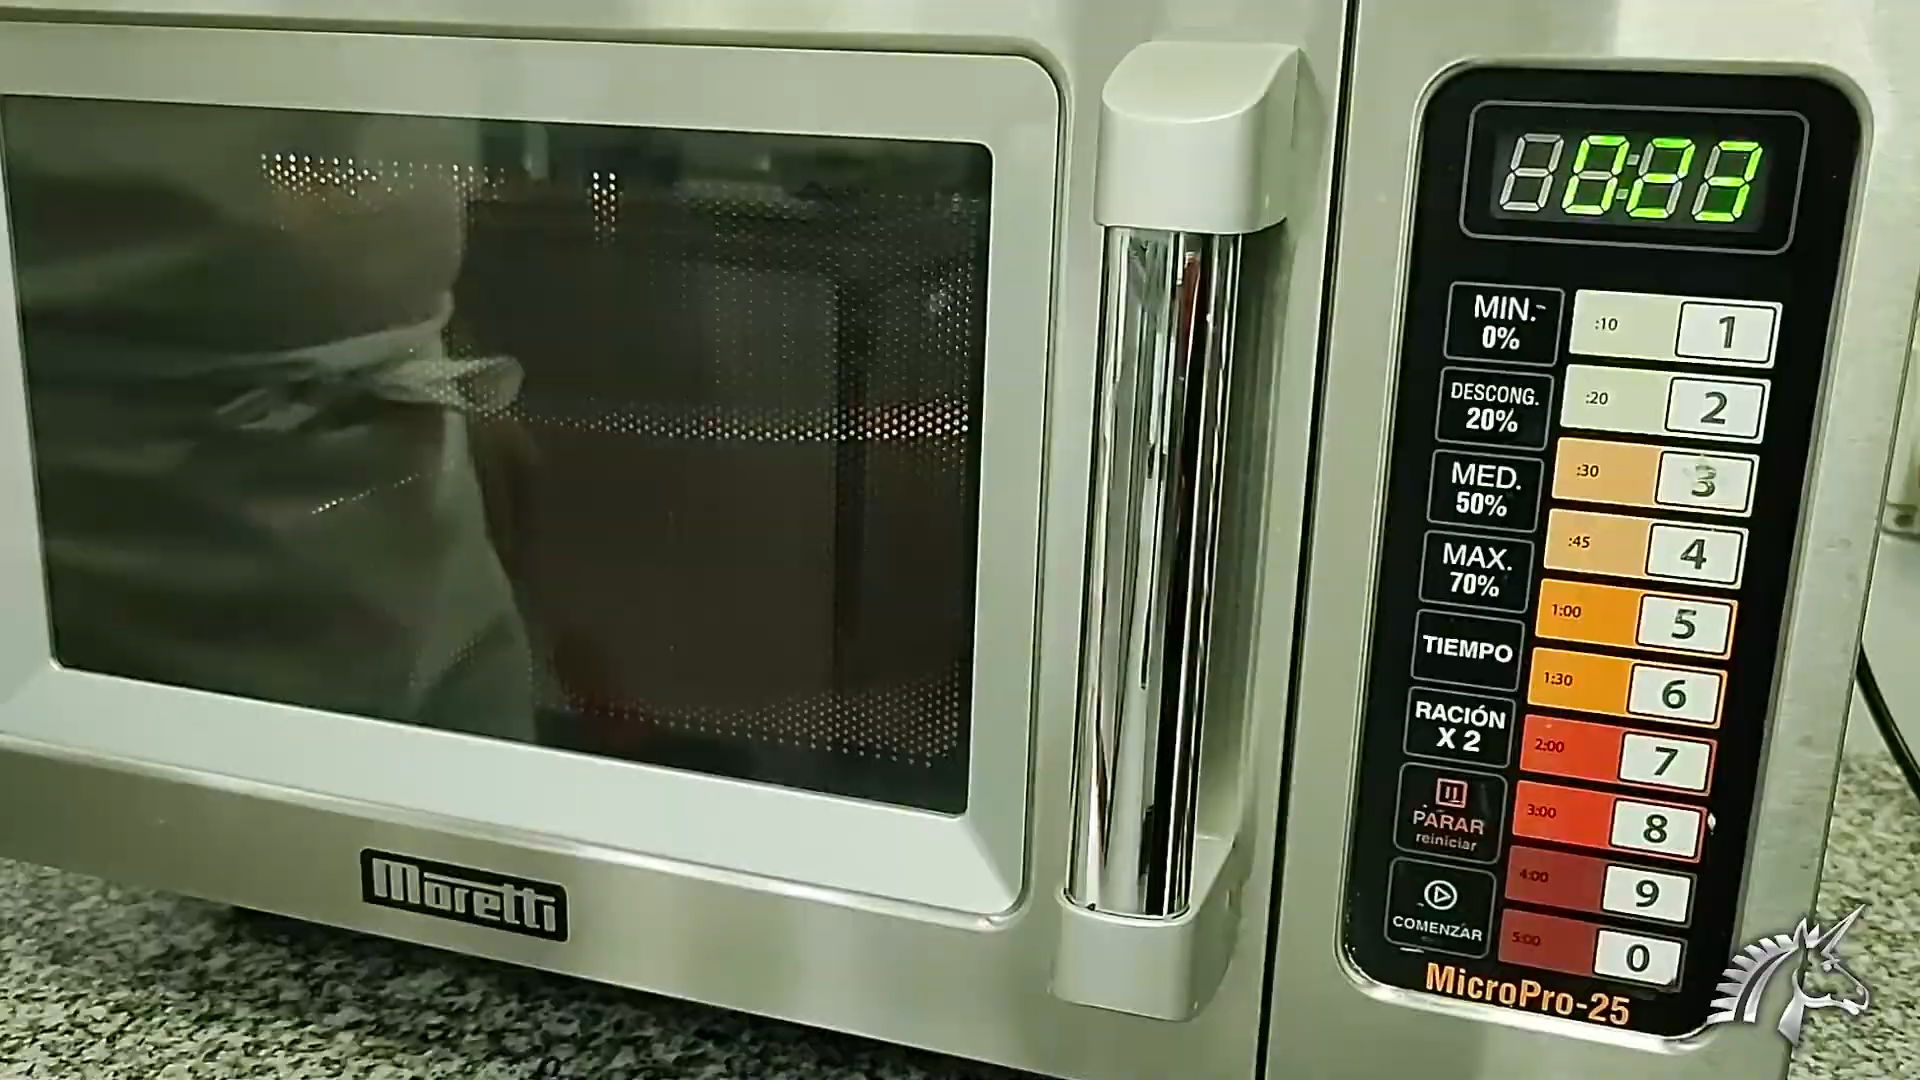 0:23
MIN.
0%
:10 1
DESCONG.
20%
:20 2
MED.
50%
:30 3
:45 4
MAX.
70%
1:00 5
TIEMPO
1:30 6
RACIÓN
X 2
2:00 7
PARAR
reiniciar
3:00 8
4:00 9
COMENZAR
5:00 0
MicroPro-25
Moretti